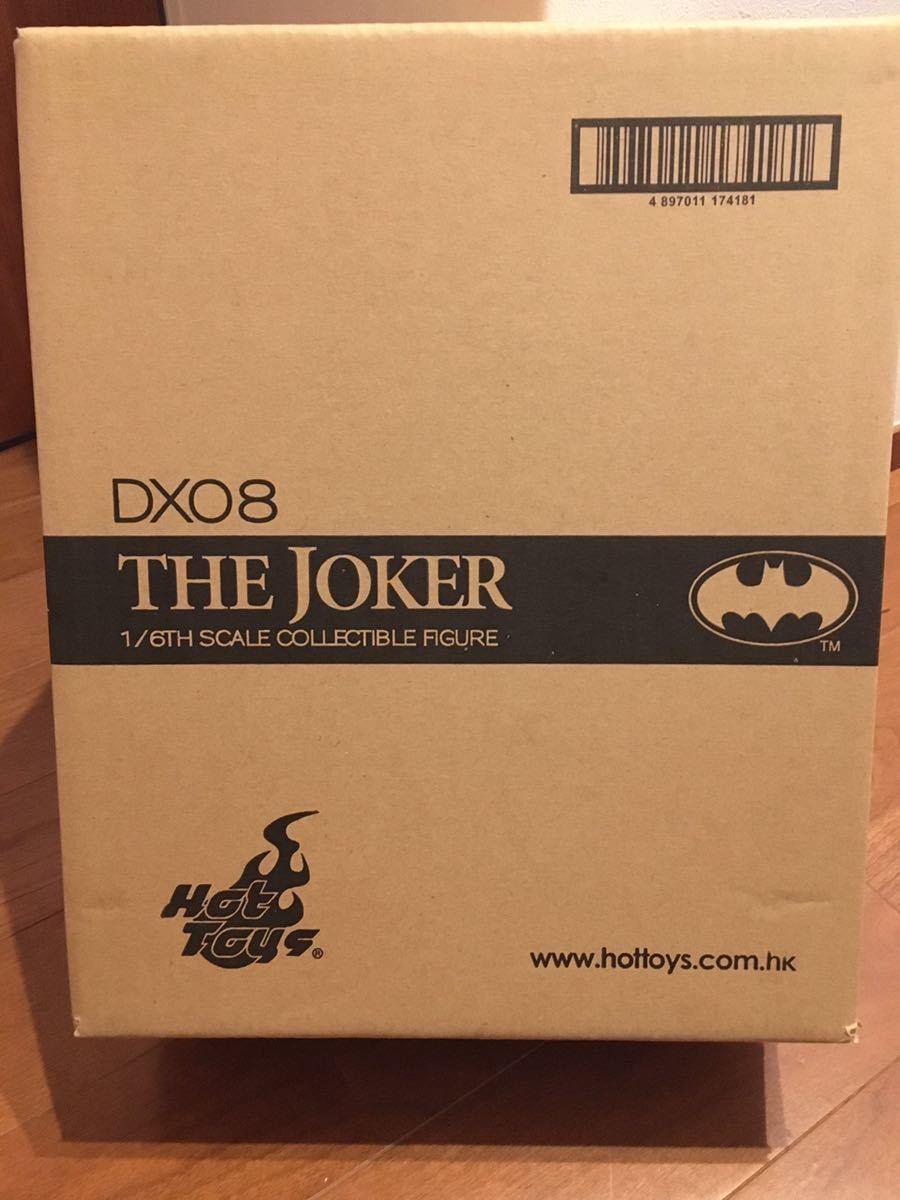 4 897011 174181
DX08
THE JOKER
1/6TH SCALE COLLECTIBLE FIGURE
TM
Hot
Toys®
www.hottoys.com.hk